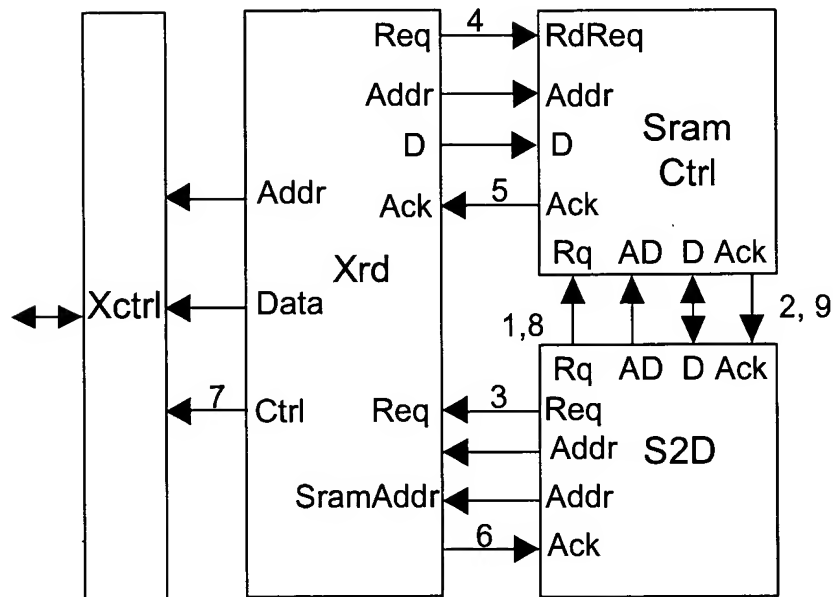 Req 4 RdReq
Addr Addr
D D
Sram
Ctrl
Addr Ack 5 Ack
Xrd
Rq AD D Ack
Xctrl Data
1,8 2, 9
Rq AD D Ack
7 Ctrl Req 3 Req
Addr S2D
SramAddr Addr
6 Ack